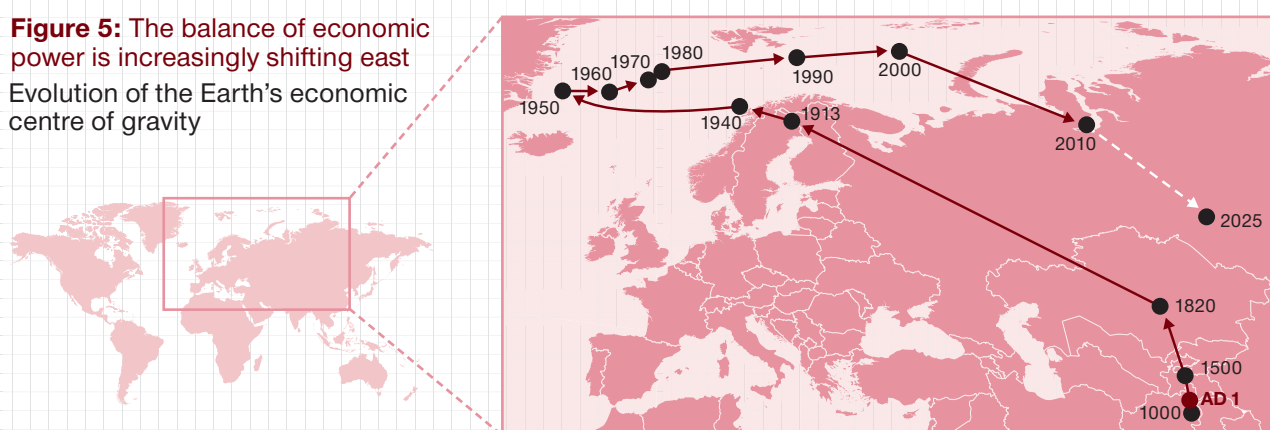 Figure 5: The balance of economic
power is increasingly shifting east
Evolution of the Earth's economic
centre of gravity
1950
1960
1970
1980
1990
2000
1940
1913
2010
2025
1820
1500
AD 1
1000